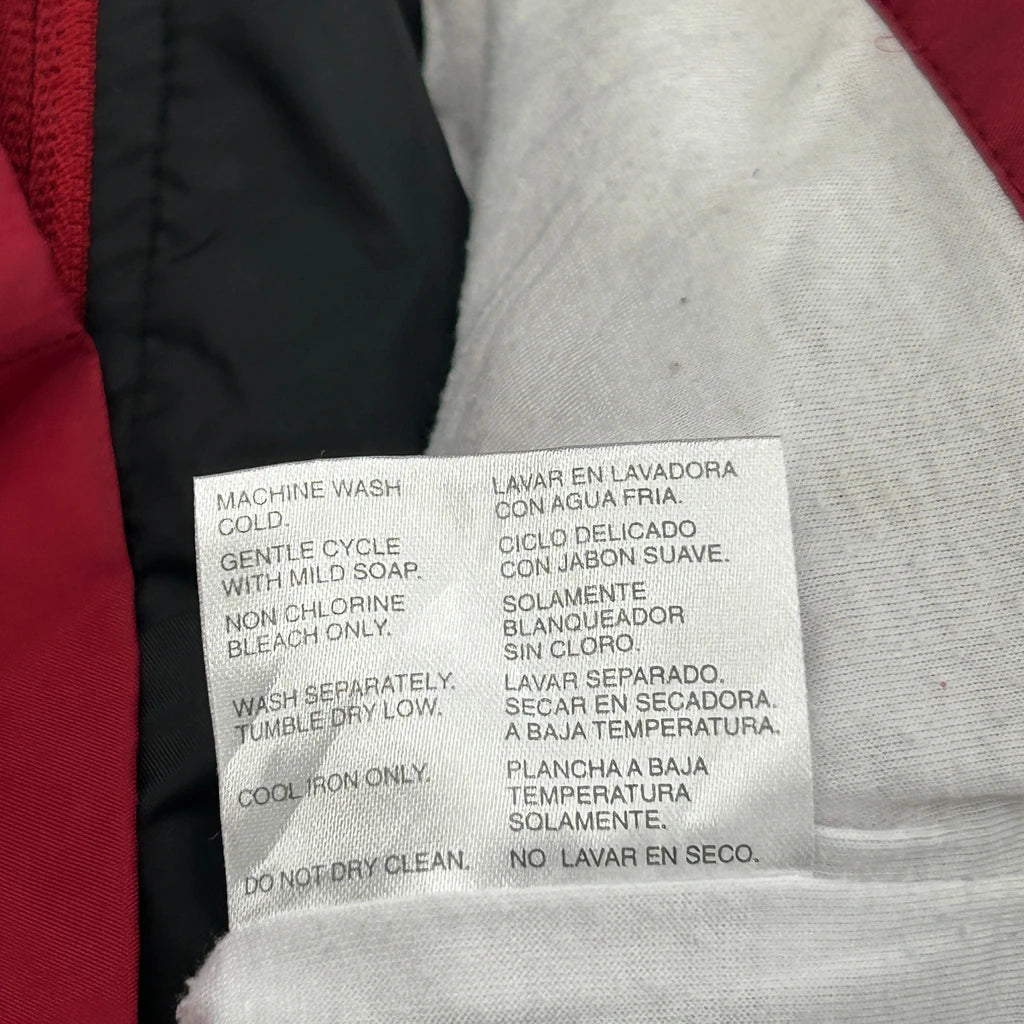 MACHINE WASH
COLD.
GENTLE CYCLE
WITH MILD SOAP.
NON CHLORINE
BLEACH ONLY.
WASH SEPARATELY.
TUMBLE DRY LOW.
COOL IRON ONLY.
DO NOT DRY CLEAN.
LAVAR EN LAVADORA
CON AGUA FRIA.
CICLO DELICADO
CON JABON SUAVE.
SOLAMENTE
BLANQUEADOR
SIN CLORO.
LAVAR SEPARADO.
SECAR EN SECADORA.
A BAJA TEMPERATURA.
PLANCHA A BAJA
TEMPERATURA
SOLAMENTE.
NO LAVAR EN SECO.